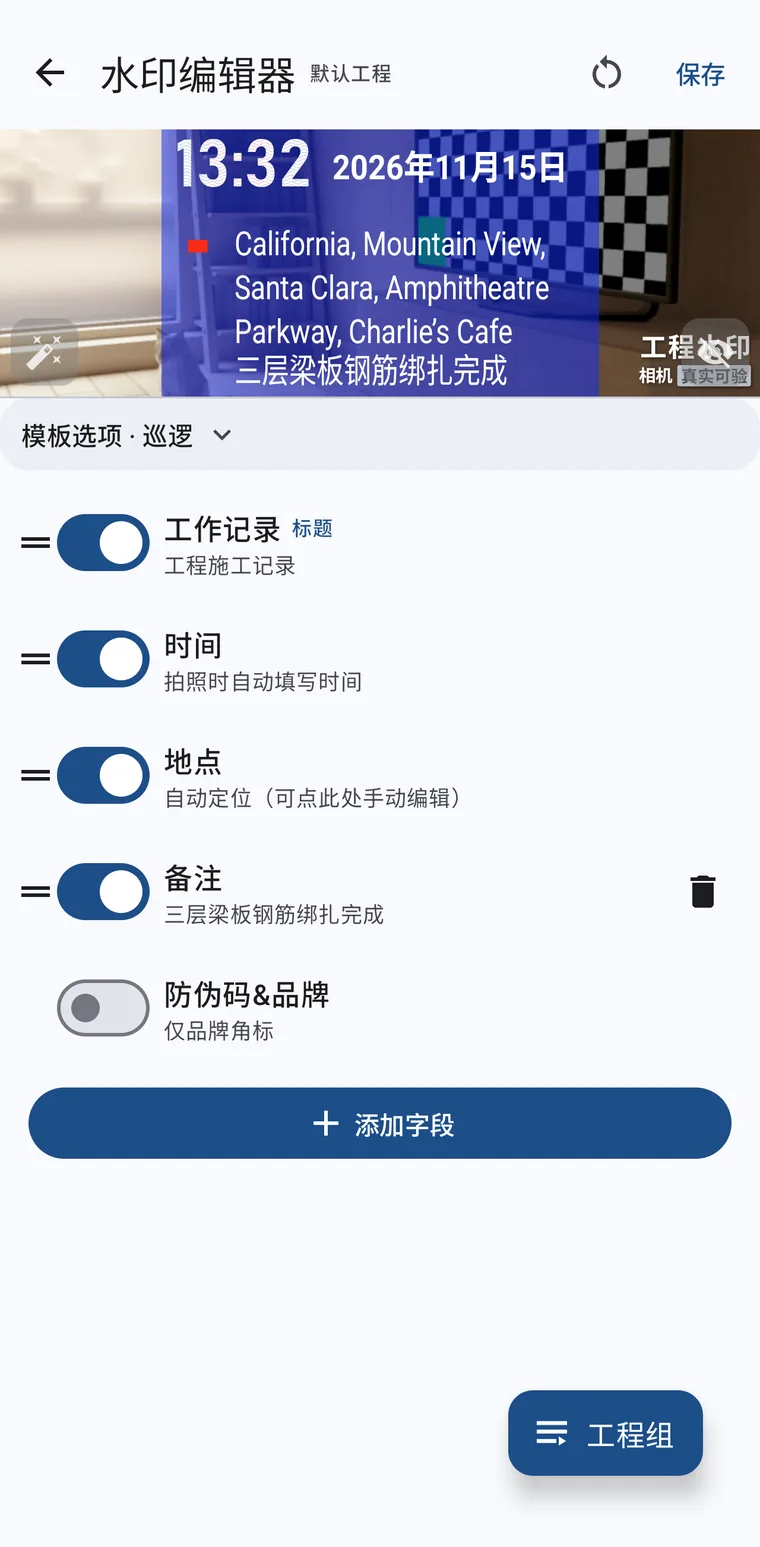 水印编辑器 默认工程
保存
13:32 2026年11月15日
California, Mountain View,
Santa Clara, Amphitheatre
Parkway, Charlie's Cafe
三层梁板钢筋绑扎完成
工程水印
相机 真实可验
模板选项 · 巡逻
工作记录 标题
工程施工记录
时间
拍照时自动填写时间
地点
自动定位（可点此处手动编辑）
备注
三层梁板钢筋绑扎完成
防伪码&品牌
仅品牌角标
添加字段
工程组